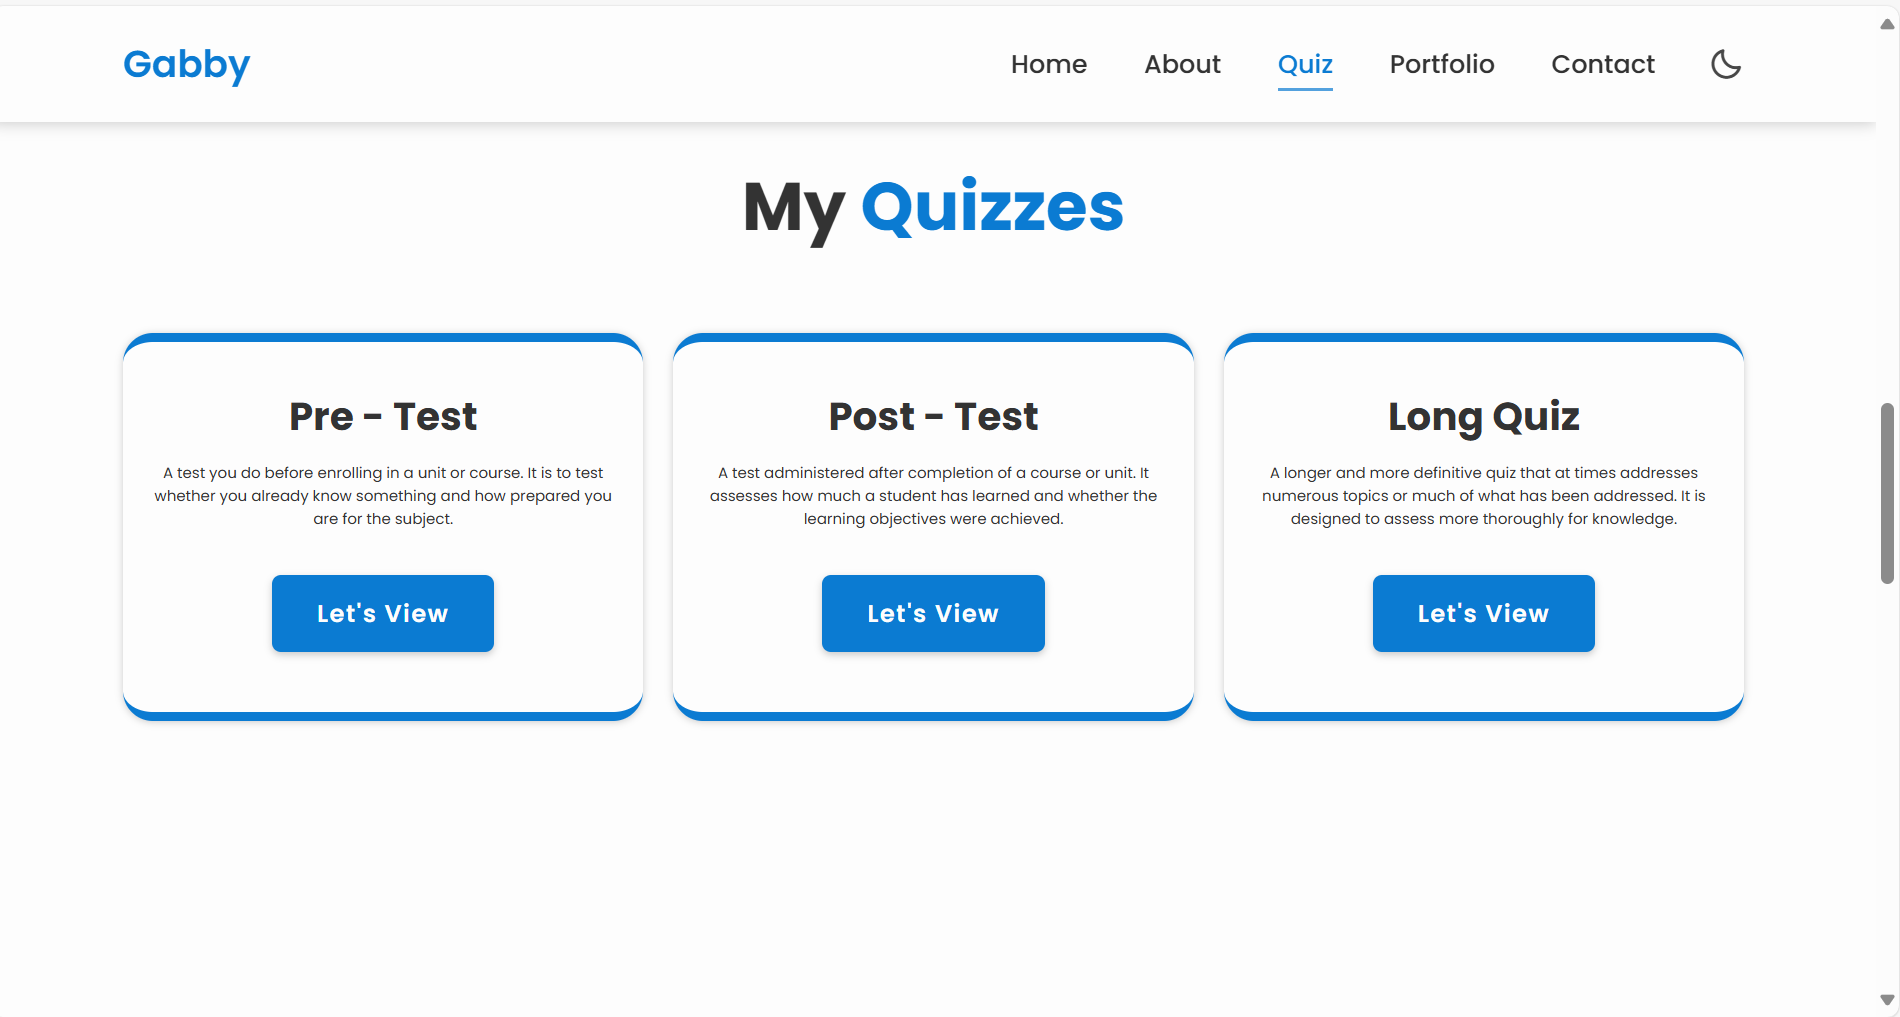 Gabby
Home About Quiz Portfolio Contact
My Quizzes
Pre - Test
A test you do before enrolling in a unit or course. It is to test
whether you already know something and how prepared you
are for the subject.
Let's View
Post - Test
A test administered after completion of a course or unit. It
assesses how much a student has learned and whether the
learning objectives were achieved.
Let's View
Long Quiz
A longer and more definitive quiz that at times addresses
numerous topics or much of what has been addressed. It is
designed to assess more thoroughly for knowledge.
Let's View